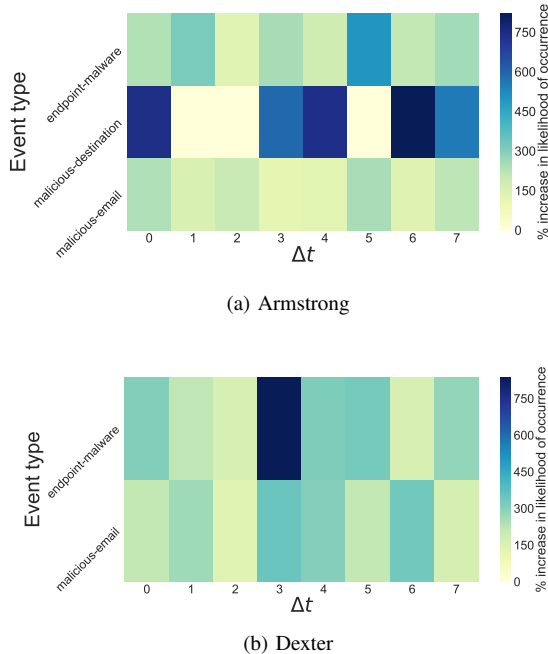 Event type
endpoint-malware
malicious-destination
malicious-email
0 1 2 3 4 5 6 7
Δt
750
600
450
300
150
0
% increase in likelihood of occurrence
(a) Armstrong
Event type
endpoint-malware
malicious-email
0 1 2 3 4 5 6 7
Δt
750
600
450
300
150
0
% increase in likelihood of occurrence
(b) Dexter